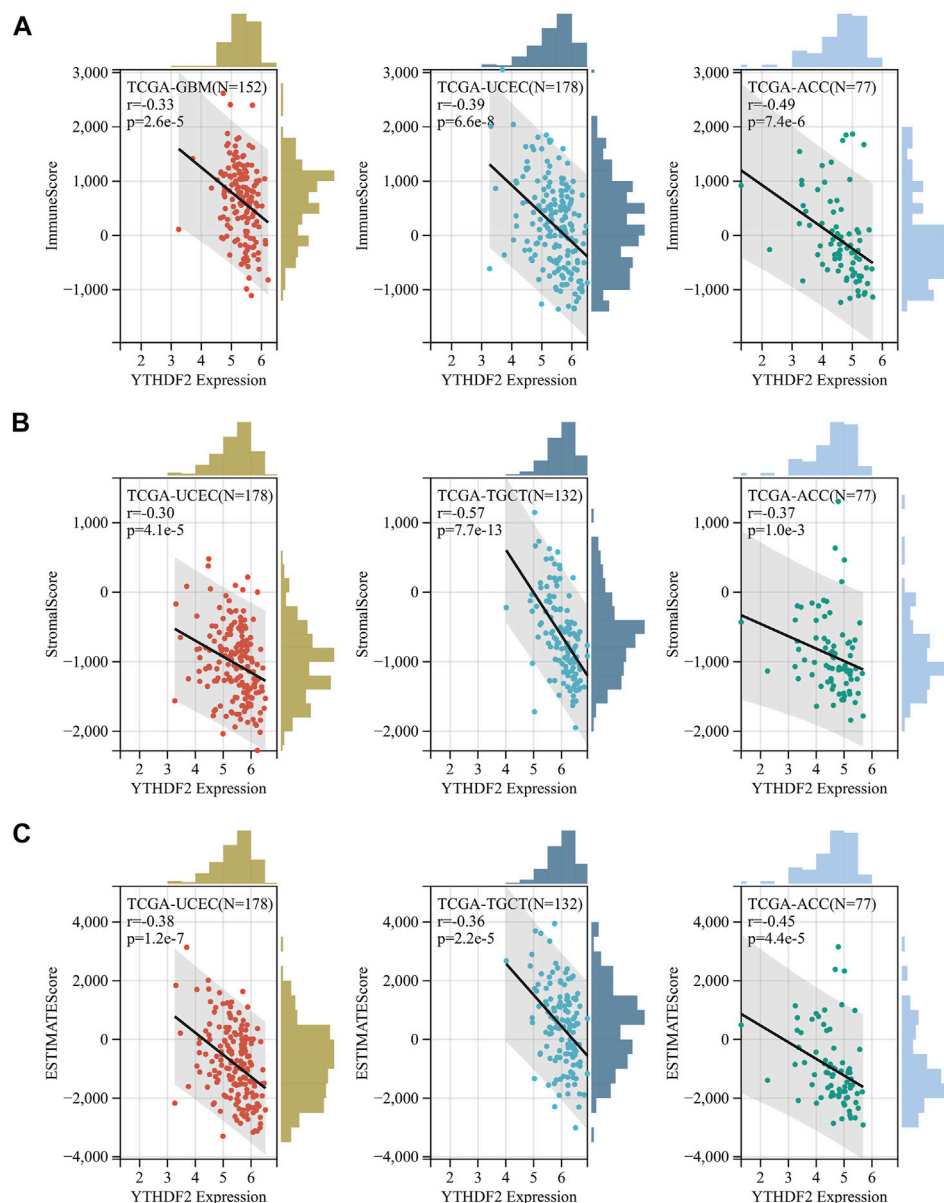 A
TCGA-GBM(N=152)
r=-0.33
p=2.6e-5
3,000
2,000
1,000
0
−1,000
ImmuneScore
2 3 4 5 6
YTHDF2 Expression
TCGA-UCEC(N=178)
r=-0.39
p=6.6e-8
3,000
2,000
1,000
0
−1,000
ImmuneScore
2 3 4 5 6
YTHDF2 Expression
TCGA-ACC(N=77)
r=-0.49
p=7.4e-6
3,000
2,000
1,000
0
−1,000
ImmuneScore
2 3 4 5 6
YTHDF2 Expression
B
TCGA-UCEC(N=178)
r=-0.30
p=4.1e-5
1,000
0
−1,000
−2,000
StromalScore
2 3 4 5 6
YTHDF2 Expression
TCGA-TGCT(N=132)
r=-0.57
p=7.7e-13
1,000
0
−1,000
−2,000
StromalScore
2 3 4 5 6
YTHDF2 Expression
TCGA-ACC(N=77)
r=-0.37
p=1.0e-3
1,000
0
−1,000
−2,000
StromalScore
2 3 4 5 6
YTHDF2 Expression
C
TCGA-UCEC(N=178)
r=-0.38
p=1.2e-7
4,000
2,000
0
−2,000
−4,000
ESTIMATEScore
2 3 4 5 6
YTHDF2 Expression
TCGA-TGCT(N=132)
r=-0.36
p=2.2e-5
4,000
2,000
0
−2,000
−4,000
ESTIMATEScore
2 3 4 5 6
YTHDF2 Expression
TCGA-ACC(N=77)
r=-0.45
p=4.4e-5
4,000
2,000
0
−2,000
−4,000
ESTIMATEScore
2 3 4 5 6
YTHDF2 Expression